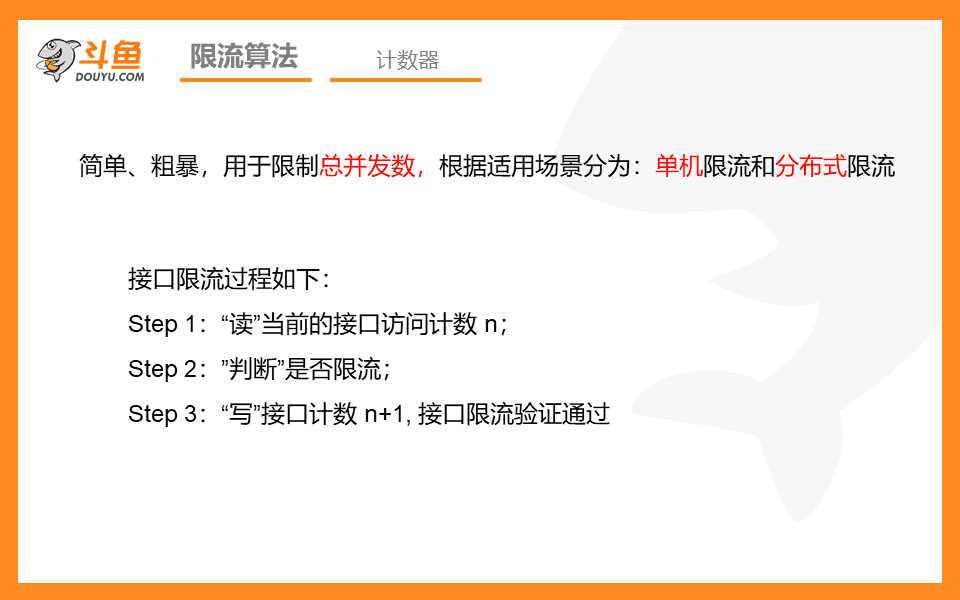 斗鱼
DOUYU.COM
限流算法
计数器
简单、粗暴，用于限制总并发数，根据适用场景分为：单机限流和分布式限流
接口限流过程如下：
Step 1：“读”当前的接口访问计数 n；
Step 2：”判断”是否限流；
Step 3：“写”接口计数 n+1, 接口限流验证通过